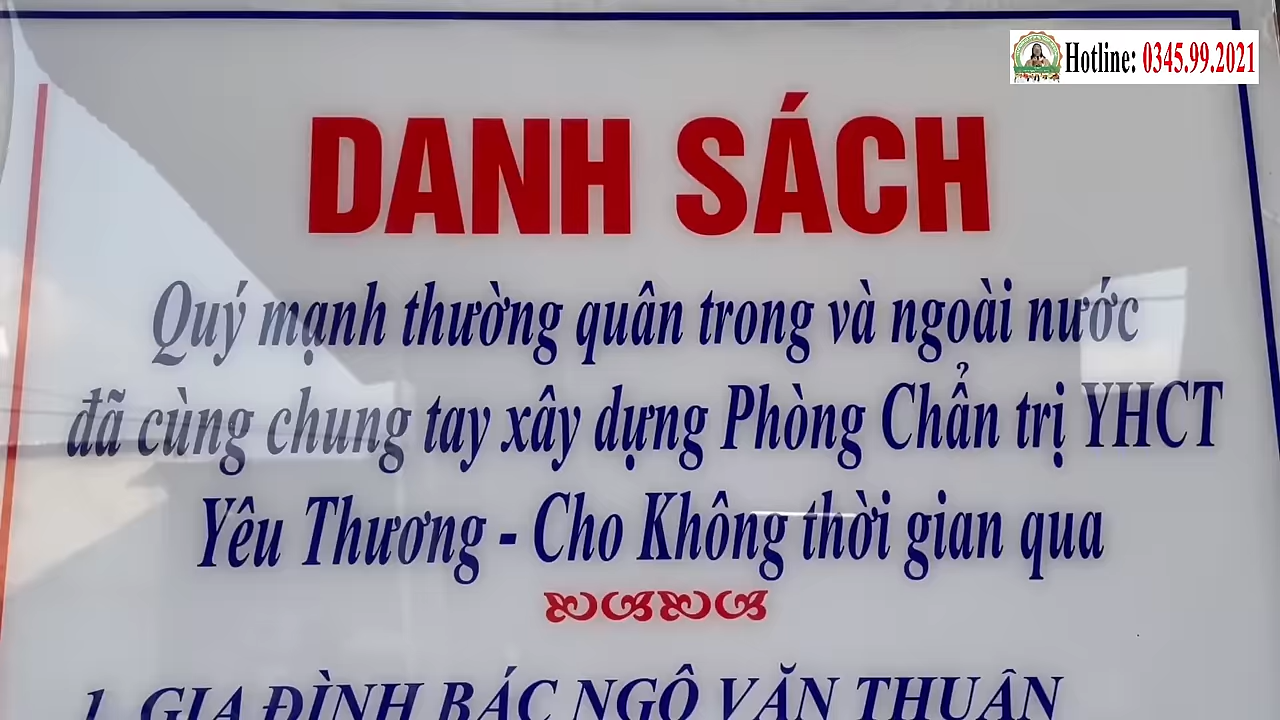 Hotline: 0345.99.2021
DANH SÁCH
Quý mạnh thường quân trong và ngoài nước
đã cùng chung tay xây dựng Phòng Chẩn trị YHCT
Yêu Thương - Cho Không thời gian qua
1. GIA ĐÌNH BÁC NGÔ VĂN THUẬN